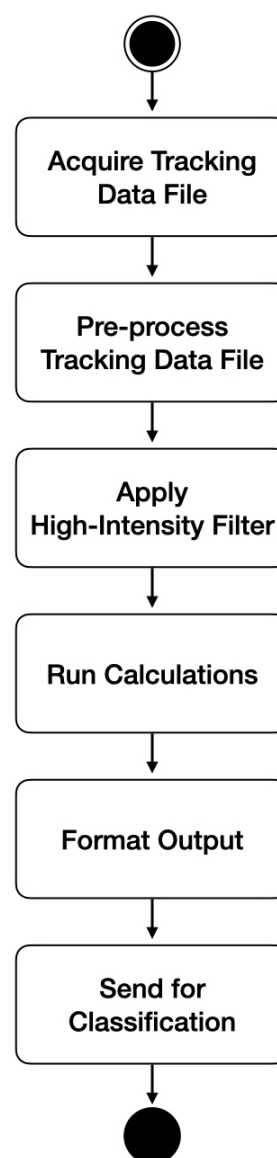 Acquire Tracking
Data File
Pre-process
Tracking Data File
Apply
High-Intensity Filter
Run Calculations
Format Output
Send for
Classification